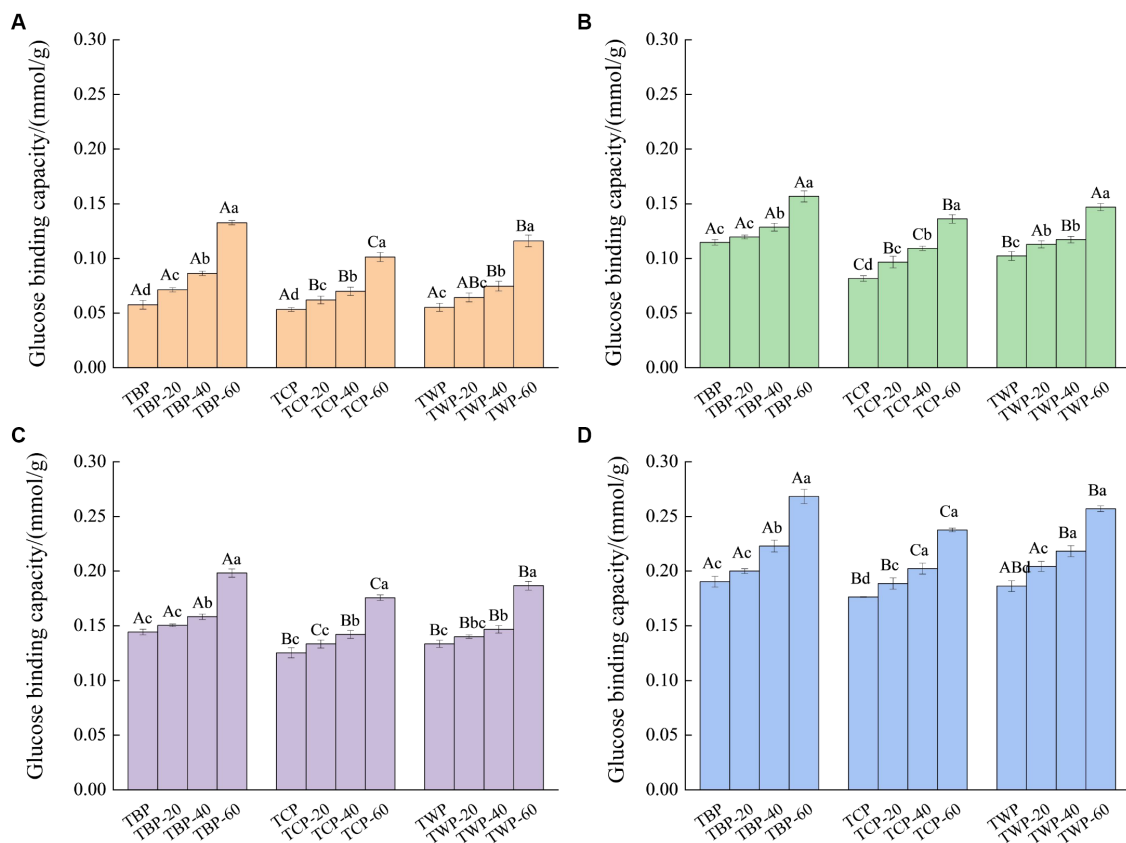 A
Glucose binding capacity/(mmol/g)
0.30
0.25
0.20
0.15
0.10
0.05
0.00
Ad
Ac
Ab
Aa
Ad
Bc
Bb
Ca
Ac
ABc
Bb
Ba
TBP
TBP-20
TBP-40
TBP-60
TCP
TCP-20
TCP-40
TCP-60
TWP
TWP-20
TWP-40
TWP-60
B
Glucose binding capacity/(mmol/g)
0.30
0.25
0.20
0.15
0.10
0.05
0.00
Ac
Ac
Ab
Aa
Cd
Bc
Cb
Ba
Bc
Ab
Bb
Aa
TBP
TBP-20
TBP-40
TBP-60
TCP
TCP-20
TCP-40
TCP-60
TWP
TWP-20
TWP-40
TWP-60
C
Glucose binding capacity/(mmol/g)
0.30
0.25
0.20
0.15
0.10
0.05
0.00
Ac
Ac
Ab
Aa
Bc
Cc
Bb
Ca
Bc
Bbc
Bb
Ba
TBP
TBP-20
TBP-40
TBP-60
TCP
TCP-20
TCP-40
TCP-60
TWP
TWP-20
TWP-40
TWP-60
D
Glucose binding capacity/(mmol/g)
0.30
0.25
0.20
0.15
0.10
0.05
0.00
Ac
Ac
Ab
Aa
Bd
Bc
Ca
Ca
ABd
Ac
Ba
Ba
TBP
TBP-20
TBP-40
TBP-60
TCP
TCP-20
TCP-40
TCP-60
TWP
TWP-20
TWP-40
TWP-60